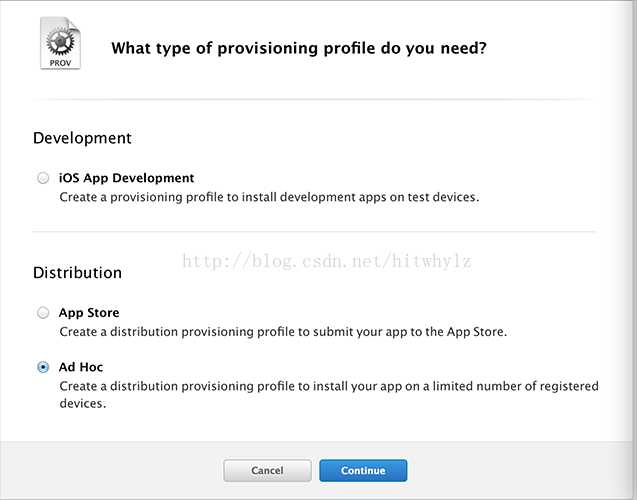 PROV
What type of provisioning profile do you need?
Development
iOS App Development
Create a provisioning profile to install development apps on test devices.
http://blog.csdn.net/hitwhylz
Distribution
App Store
Create a distribution provisioning profile to submit your app to the App Store.
Ad Hoc
Create a distribution provisioning profile to install your app on a limited number of registered
devices.
Cancel
Continue